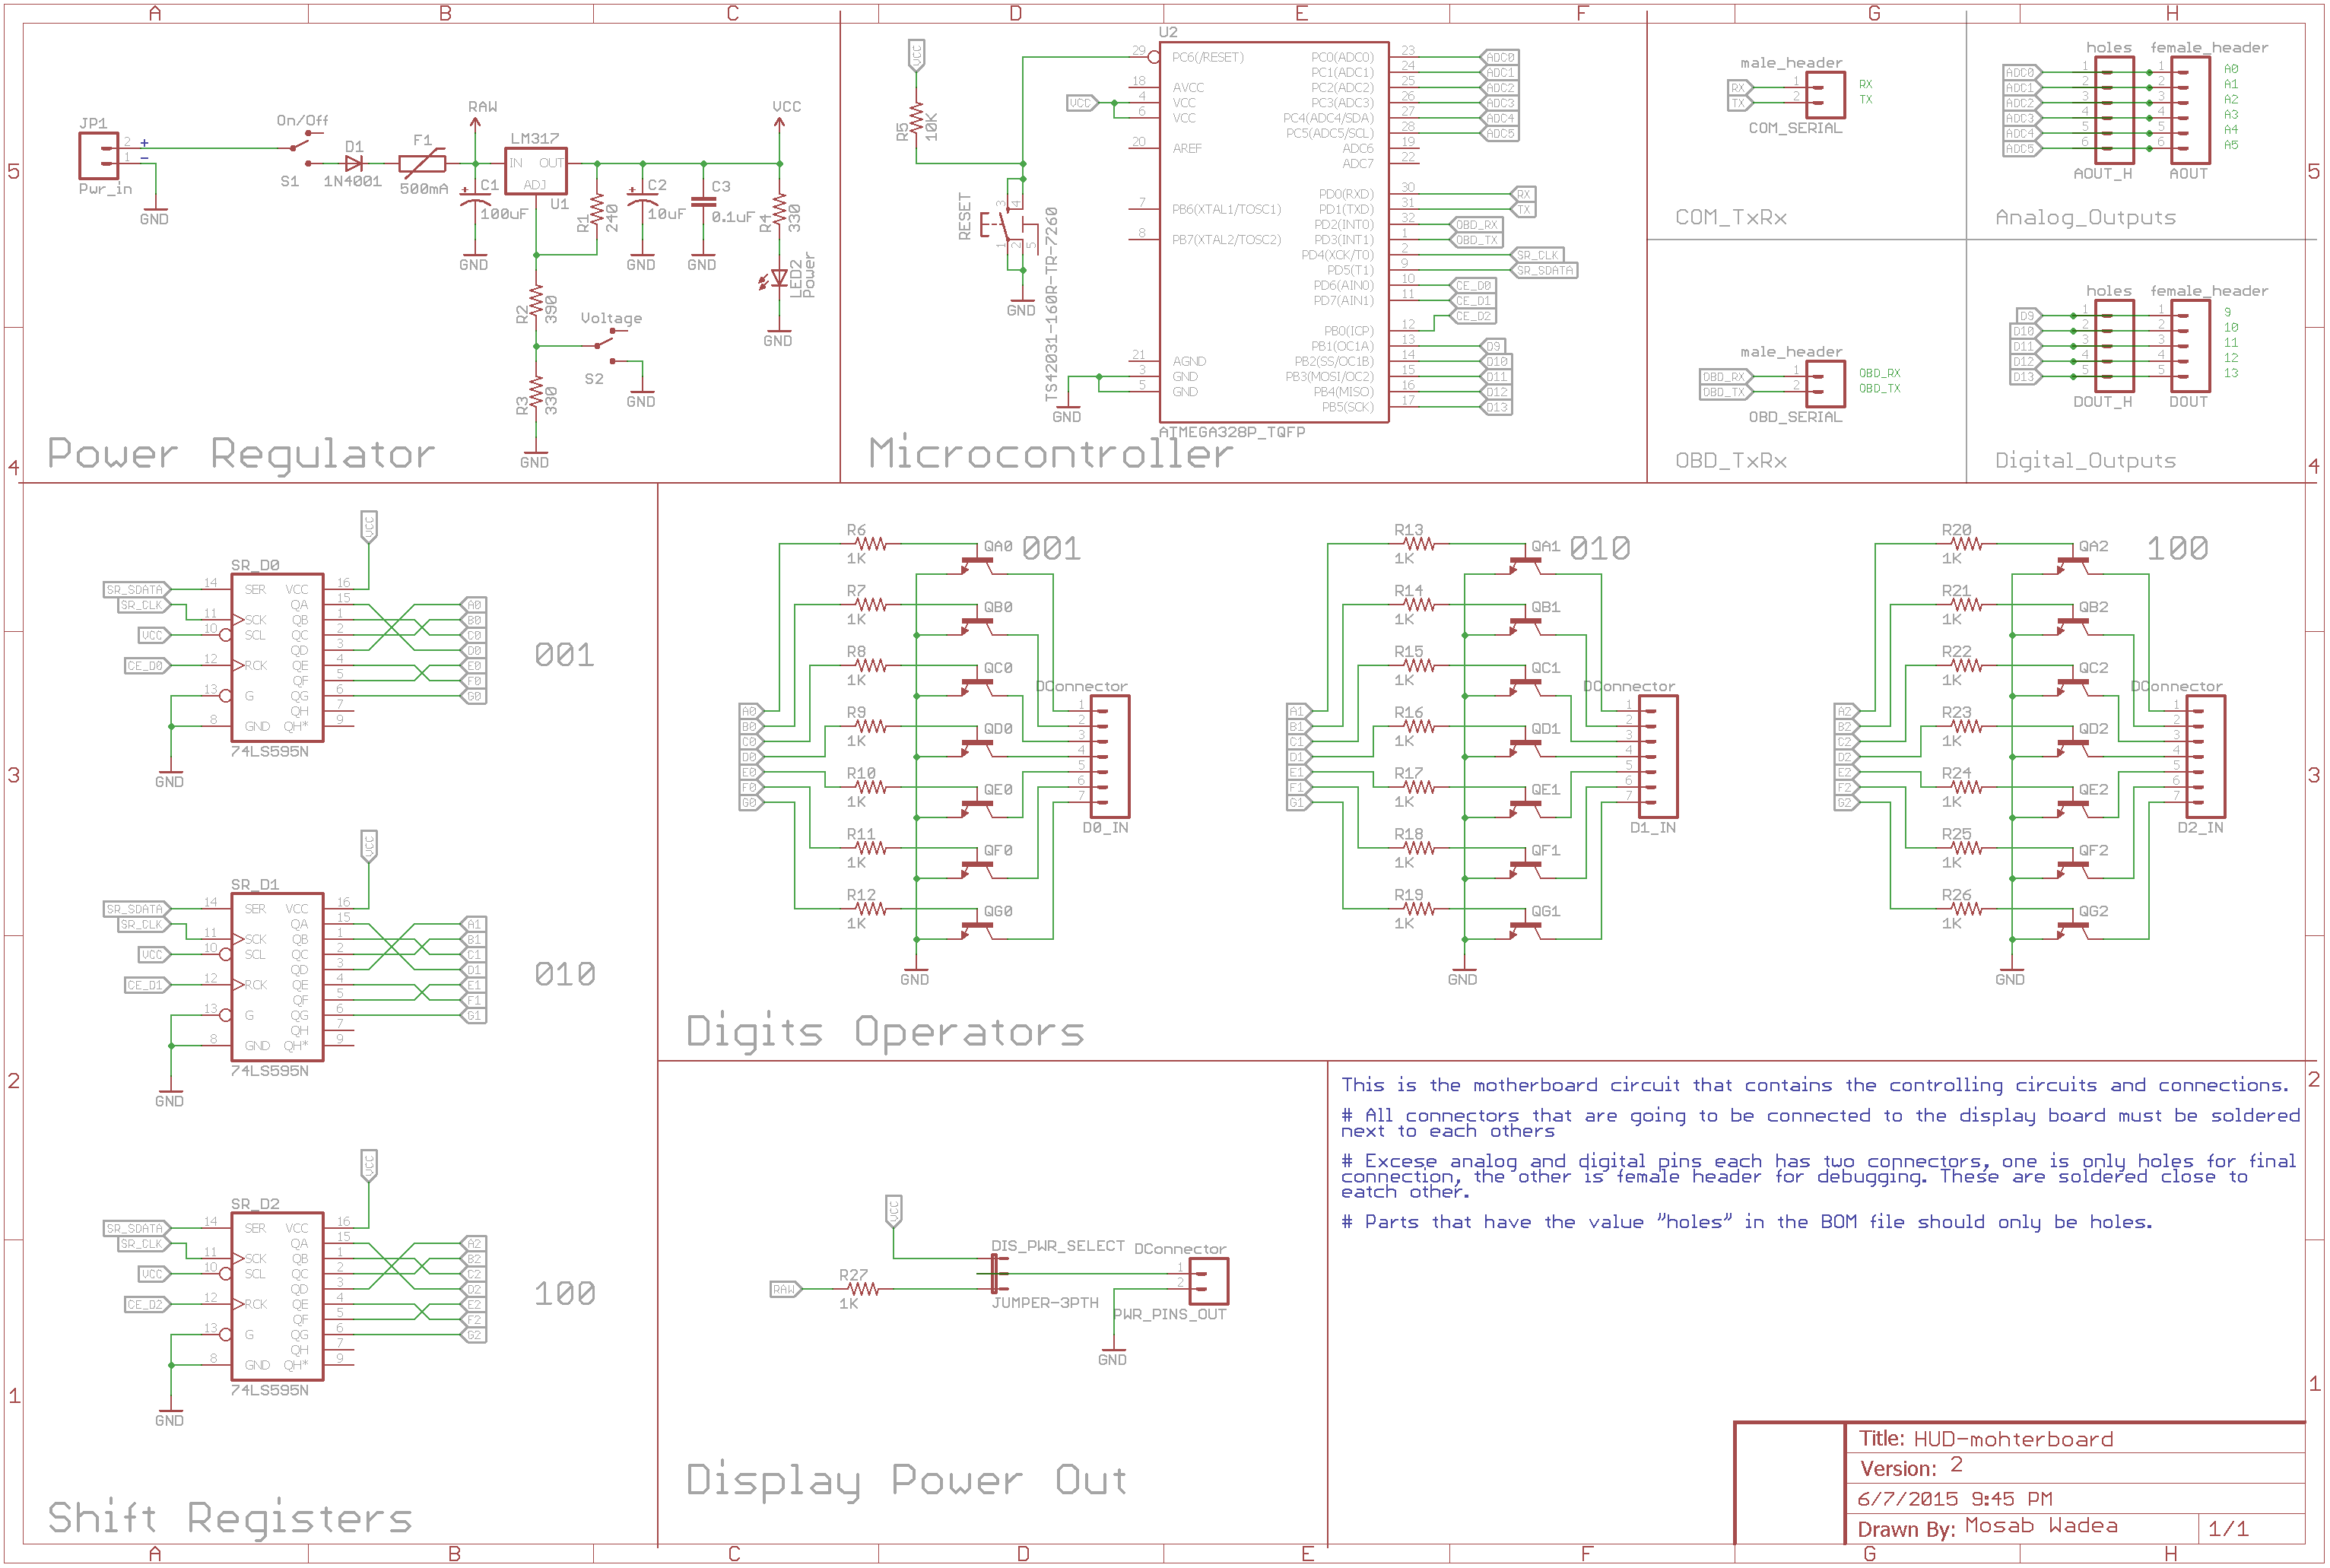 A B C D E F G H
5 4 3 2 1
Power Regulator
JP1
2 +
1 -
Pwr_in
GND
On/Off
S1
D1
1N4001
F1
500mA
RAW
C1
100uF
GND
LM317
IN OUT
ADJ
U1
R1
240
C2
10uF
GND
C3
0.1uF
GND
VCC
R4
330
LED2
Power
GND
R2
390
Voltage
S2
GND
R3
330
GND
Microcontroller
VCC
R5
10K
RESET
3 4
1 2 5
TS42031-160R-TR-7260
GND
VCC
GND
U2
29 PC6(/RESET)
18 AVCC
4 VCC
6 VCC
20 AREF
7 PB6(XTAL1/TOSC1)
8 PB7(XTAL2/TOSC2)
21 AGND
3 GND
5 GND
PC0(ADC0) 23 ADC0
PC1(ADC1) 24 ADC1
PC2(ADC2) 25 ADC2
PC3(ADC3) 26 ADC3
PC4(ADC4/SDA) 27 ADC4
PC5(ADC5/SCL) 28 ADC5
ADC6 19
ADC7 22
PD0(RXD) 30 RX
PD1(TXD) 31 TX
PD2(INT0) 32 OBD_RX
PD3(INT1) 1 OBD_TX
PD4(XCK/T0) 2 SR_CLK
PD5(T1) 9 SR_SDATA
PD6(AIN0) 10 CE_D0
PD7(AIN1) 11 CE_D1
PB0(ICP) 12 CE_D2
PB1(OC1A) 13 D9
PB2(SS/OC1B) 14 D10
PB3(MOSI/OC2) 15 D11
PB4(MISO) 16 D12
PB5(SCK) 17 D13
ATMEGA328P_TQFP
male_header
RX 1 RX
TX 2 TX
COM_SERIAL
COM_TxRx
holes female_header
ADC0 1 1 A0
ADC1 2 2 A1
ADC2 3 3 A2
ADC3 4 4 A3
ADC4 5 5 A4
ADC5 6 6 A5
AOUT_H AOUT
Analog_Outputs
male_header
OBD_RX 1 OBD_RX
OBD_TX 2 OBD_TX
OBD_SERIAL
OBD_TxRx
holes female_header
D9 1 1 9
D10 2 2 10
D11 3 3 11
D12 4 4 12
D13 5 5 13
DOUT_H DOUT
Digital_Outputs
VCC
SR_D0
SR_SDATA 14 SER VCC 16
SR_CLK QA 15 A0
11 SCK QB 1 B0
VCC 10 SCL QC 2 C0
QD 3 D0
CE_D0 12 RCK QE 4 E0
QF 5 F0
13 G QG 6 G0
QH 7
8 GND QH* 9
74LS595N
GND
001
VCC
SR_D1
SR_SDATA 14 SER VCC 16
SR_CLK QA 15 A1
11 SCK QB 1 B1
VCC 10 SCL QC 2 C1
QD 3 D1
CE_D1 12 RCK QE 4 E1
QF 5 F1
13 G QG 6 G1
QH 7
8 GND QH* 9
74LS595N
GND
010
VCC
SR_D2
SR_SDATA 14 SER VCC 16
SR_CLK QA 15 A2
11 SCK QB 1 B2
VCC 10 SCL QC 2 C2
QD 3 D2
CE_D2 12 RCK QE 4 E2
QF 5 F2
13 G QG 6 G2
QH 7
8 GND QH* 9
74LS595N
GND
100
Shift Registers
R6 1K QA0 001
R7 1K QB0
R8 1K QC0
R9 1K QD0
R10 1K QE0
R11 1K QF0
R12 1K QG0
A0
B0
C0
D0
E0
F0
G0
DConnector
1
2
3
4
5
6
7
D0_IN
GND
R13 1K QA1 010
R14 1K QB1
R15 1K QC1
R16 1K QD1
R17 1K QE1
R18 1K QF1
R19 1K QG1
A1
B1
C1
D1
E1
F1
G1
DConnector
1
2
3
4
5
6
7
D1_IN
GND
R20 1K QA2 100
R21 1K QB2
R22 1K QC2
R23 1K QD2
R24 1K QE2
R25 1K QF2
R26 1K QG2
A2
B2
C2
D2
E2
F2
G2
DConnector
1
2
3
4
5
6
7
D2_IN
GND
Digits Operators
VCC
RAW
R27
1K
DIS_PWR_SELECT
JUMPER-3PTH
DConnector
1
2
PWR_PINS_OUT
GND
Display Power Out
This is the motherboard circuit that contains the controlling circuits and connections.
# All connectors that are going to be connected to the display board must be soldered
next to each others
# Excese analog and digital pins each has two connectors, one is only holes for final
connection, the other is female header for debugging. These are soldered close to
eatch other.
# Parts that have the value "holes" in the BOM file should only be holes.
Title: HUD-mohterboard
Version: 2
6/7/2015 9:45 PM
Drawn By: Mosab Wadea 1/1
A B C D E F G H
5 4 3 2 1